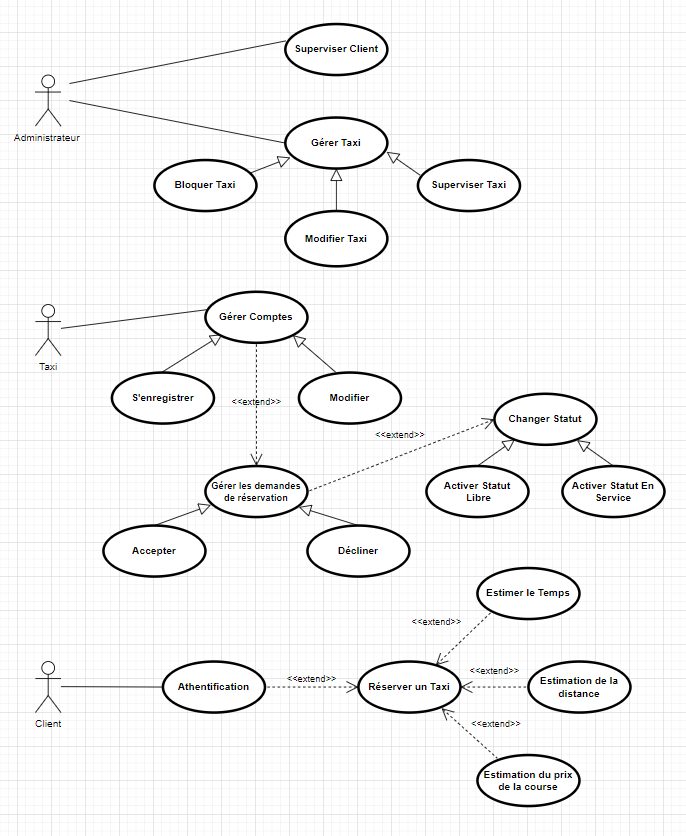 Superviser Client
Administrateur
Gérer Taxi
Bloquer Taxi
Superviser Taxi
Modifier Taxi
Gérer Comptes
Taxi
S'enregistrer
<<extend>>
Modifier
Changer Statut
<<extend>>
Gérer les demandes
de réservation
Activer Statut
Libre
Activer Statut En
Service
Accepter
Décliner
Estimer le Temps
<<extend>>
Athentification
<<extend>>
Réserver un Taxi
<<extend>>
Estimation de la
distance
Client
<<extend>>
Estimation du prix
de la course